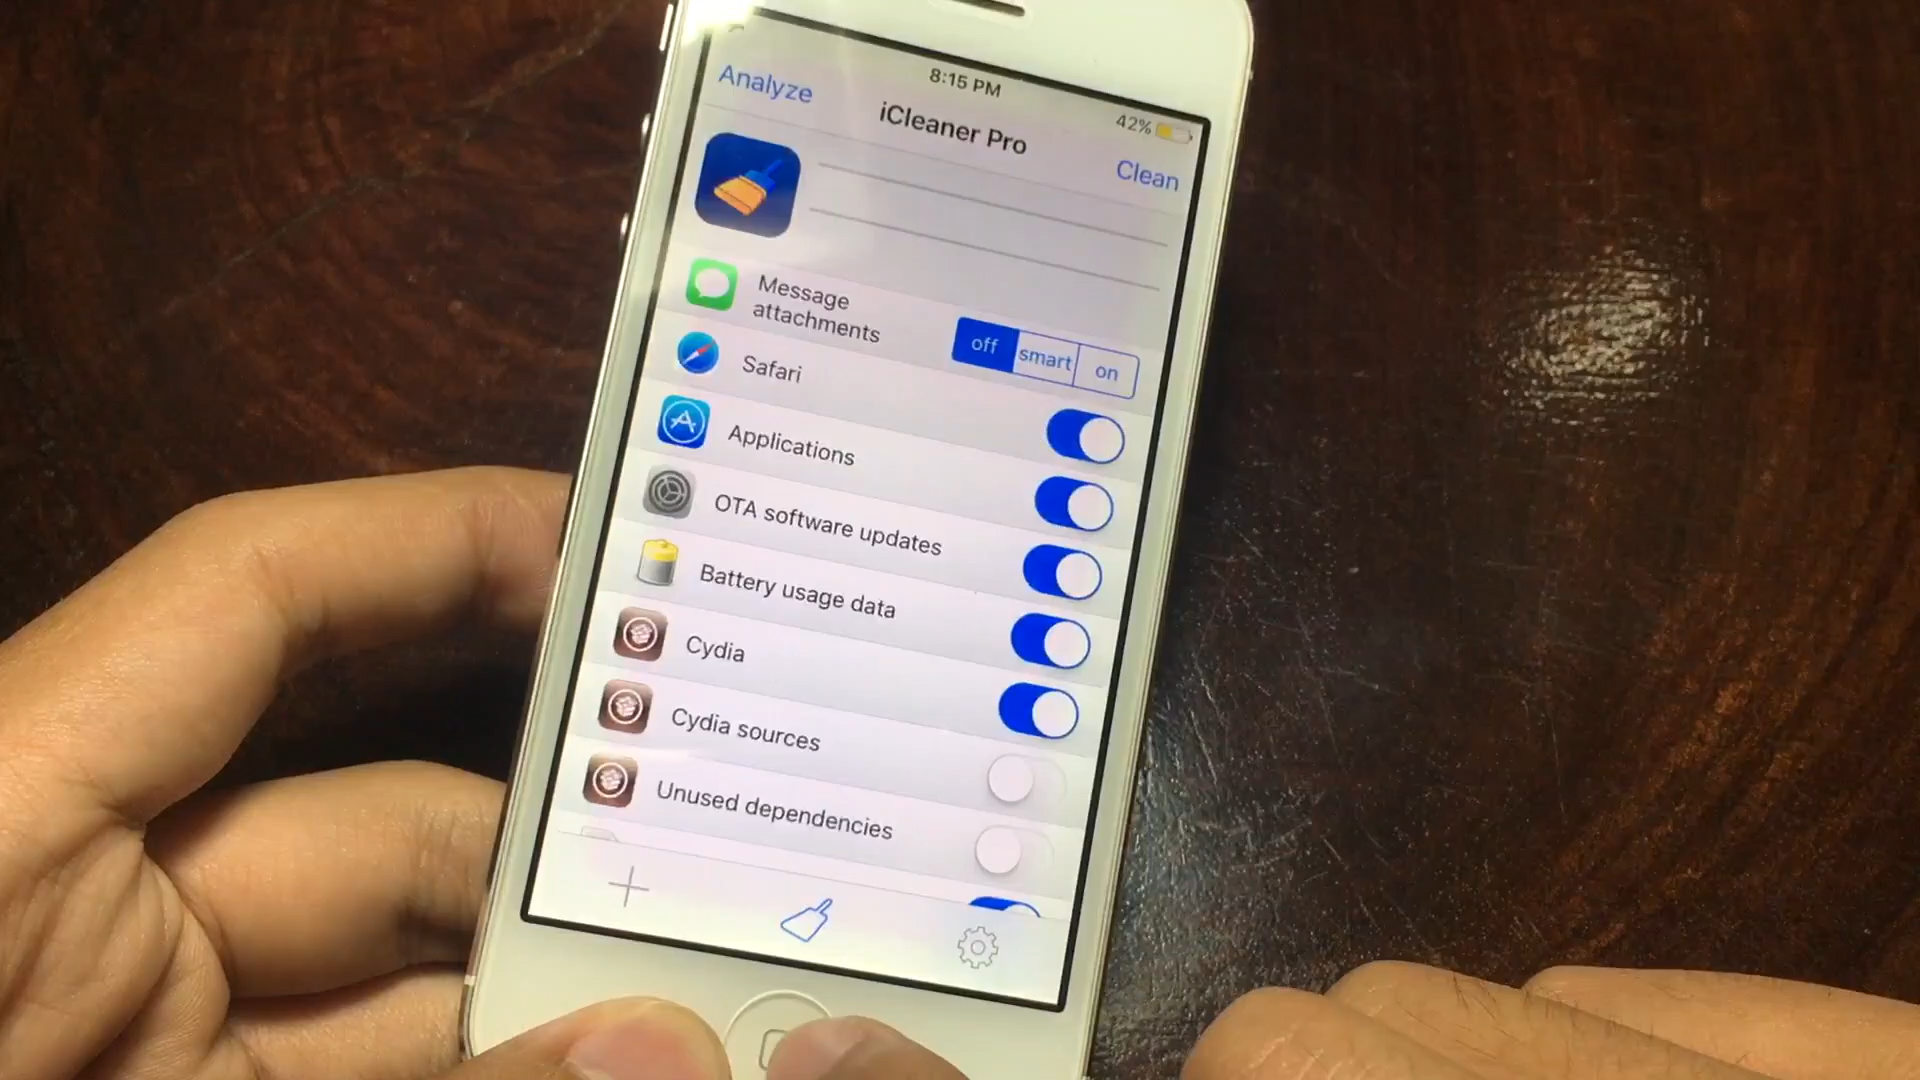 8:15 PM
42%
Analyze
iCleaner Pro
Clean
Message
attachments
off smart on
Safari
Applications
OTA software updates
Battery usage data
Cydia
Cydia sources
Unused dependencies